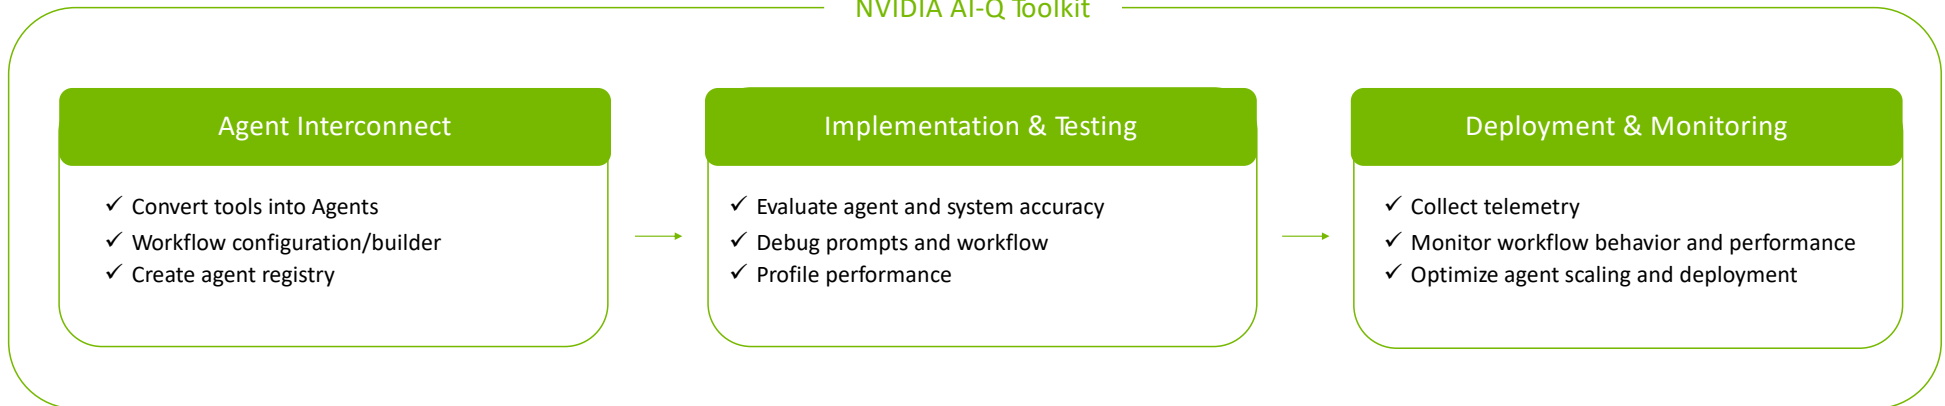 NVIDIA AI-Q Toolkit
Agent Interconnect
✓ Convert tools into Agents
✓ Workflow configuration/builder
✓ Create agent registry
Implementation & Testing
✓ Evaluate agent and system accuracy
✓ Debug prompts and workflow
✓ Profile performance
Deployment & Monitoring
✓ Collect telemetry
✓ Monitor workflow behavior and performance
✓ Optimize agent scaling and deployment